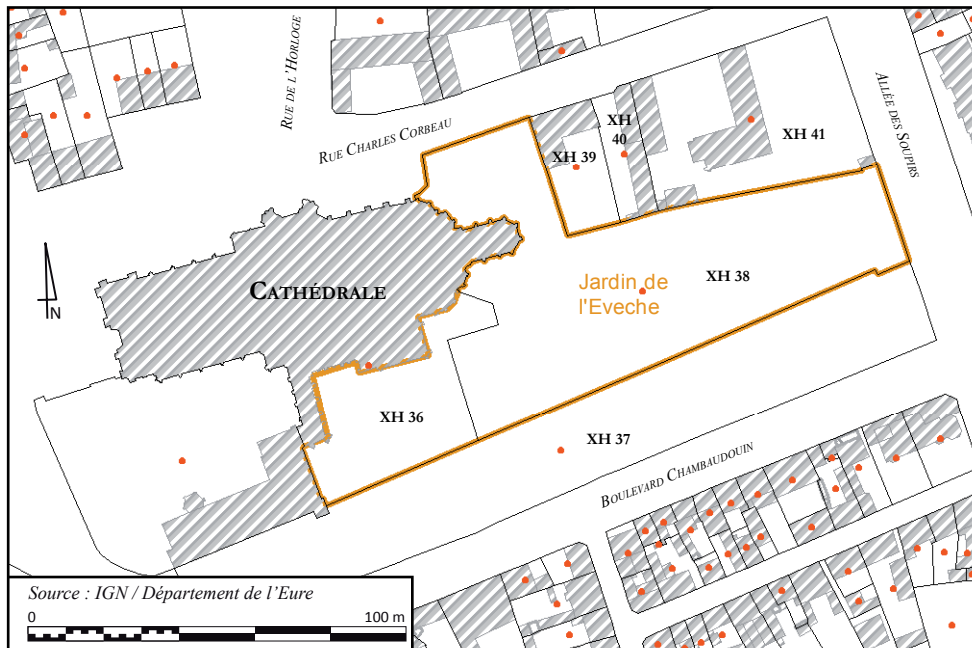 RUE DE L'HORLOGE
RUE CHARLES CORBEAU
ALLÉE DES SOUPIRS
XH 39
XH
40
XH 41
CATHÉDRALE
Jardin de
l'Eveche
XH 38
N
XH 36
XH 37
BOULEVARD CHAMBAUDOUIN
Source : IGN / Département de l'Eure
0 100 m